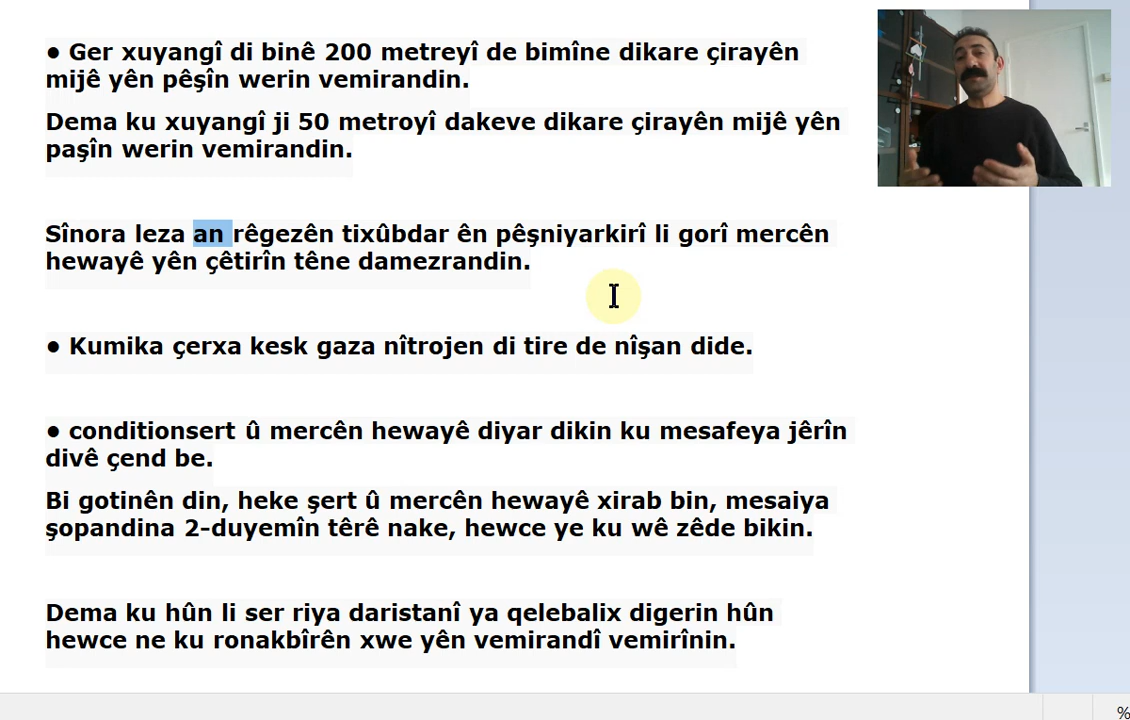 • Ger xuyangî di binê 200 metreyî de bimîne dikare çirayên
mijê yên pêşîn werin vemirandin.
Dema ku xuyangî ji 50 metroyî dakeve dikare çirayên mijê yên
paşîn werin vemirandin.
Sînora leza an rêgezên tixûbdar ên pêşniyarkirî li gorî mercên
hewayê yên çêtirîn têne damezrandin.
• Kumika çerxa kesk gaza nîtrojen di tire de nîşan dide.
• conditionsert û mercên hewayê diyar dikin ku mesafeya jêrîn
divê çend be.
Bi gotinên din, heke şert û mercên hewayê xirab bin, mesaiya
şopandina 2-duyemîn têrê nake, hewce ye ku wê zêde bikin.
Dema ku hûn li ser riya daristanî ya qelebalix digerin hûn
hewce ne ku ronakbîrên xwe yên vemirandî vemirînin.
%